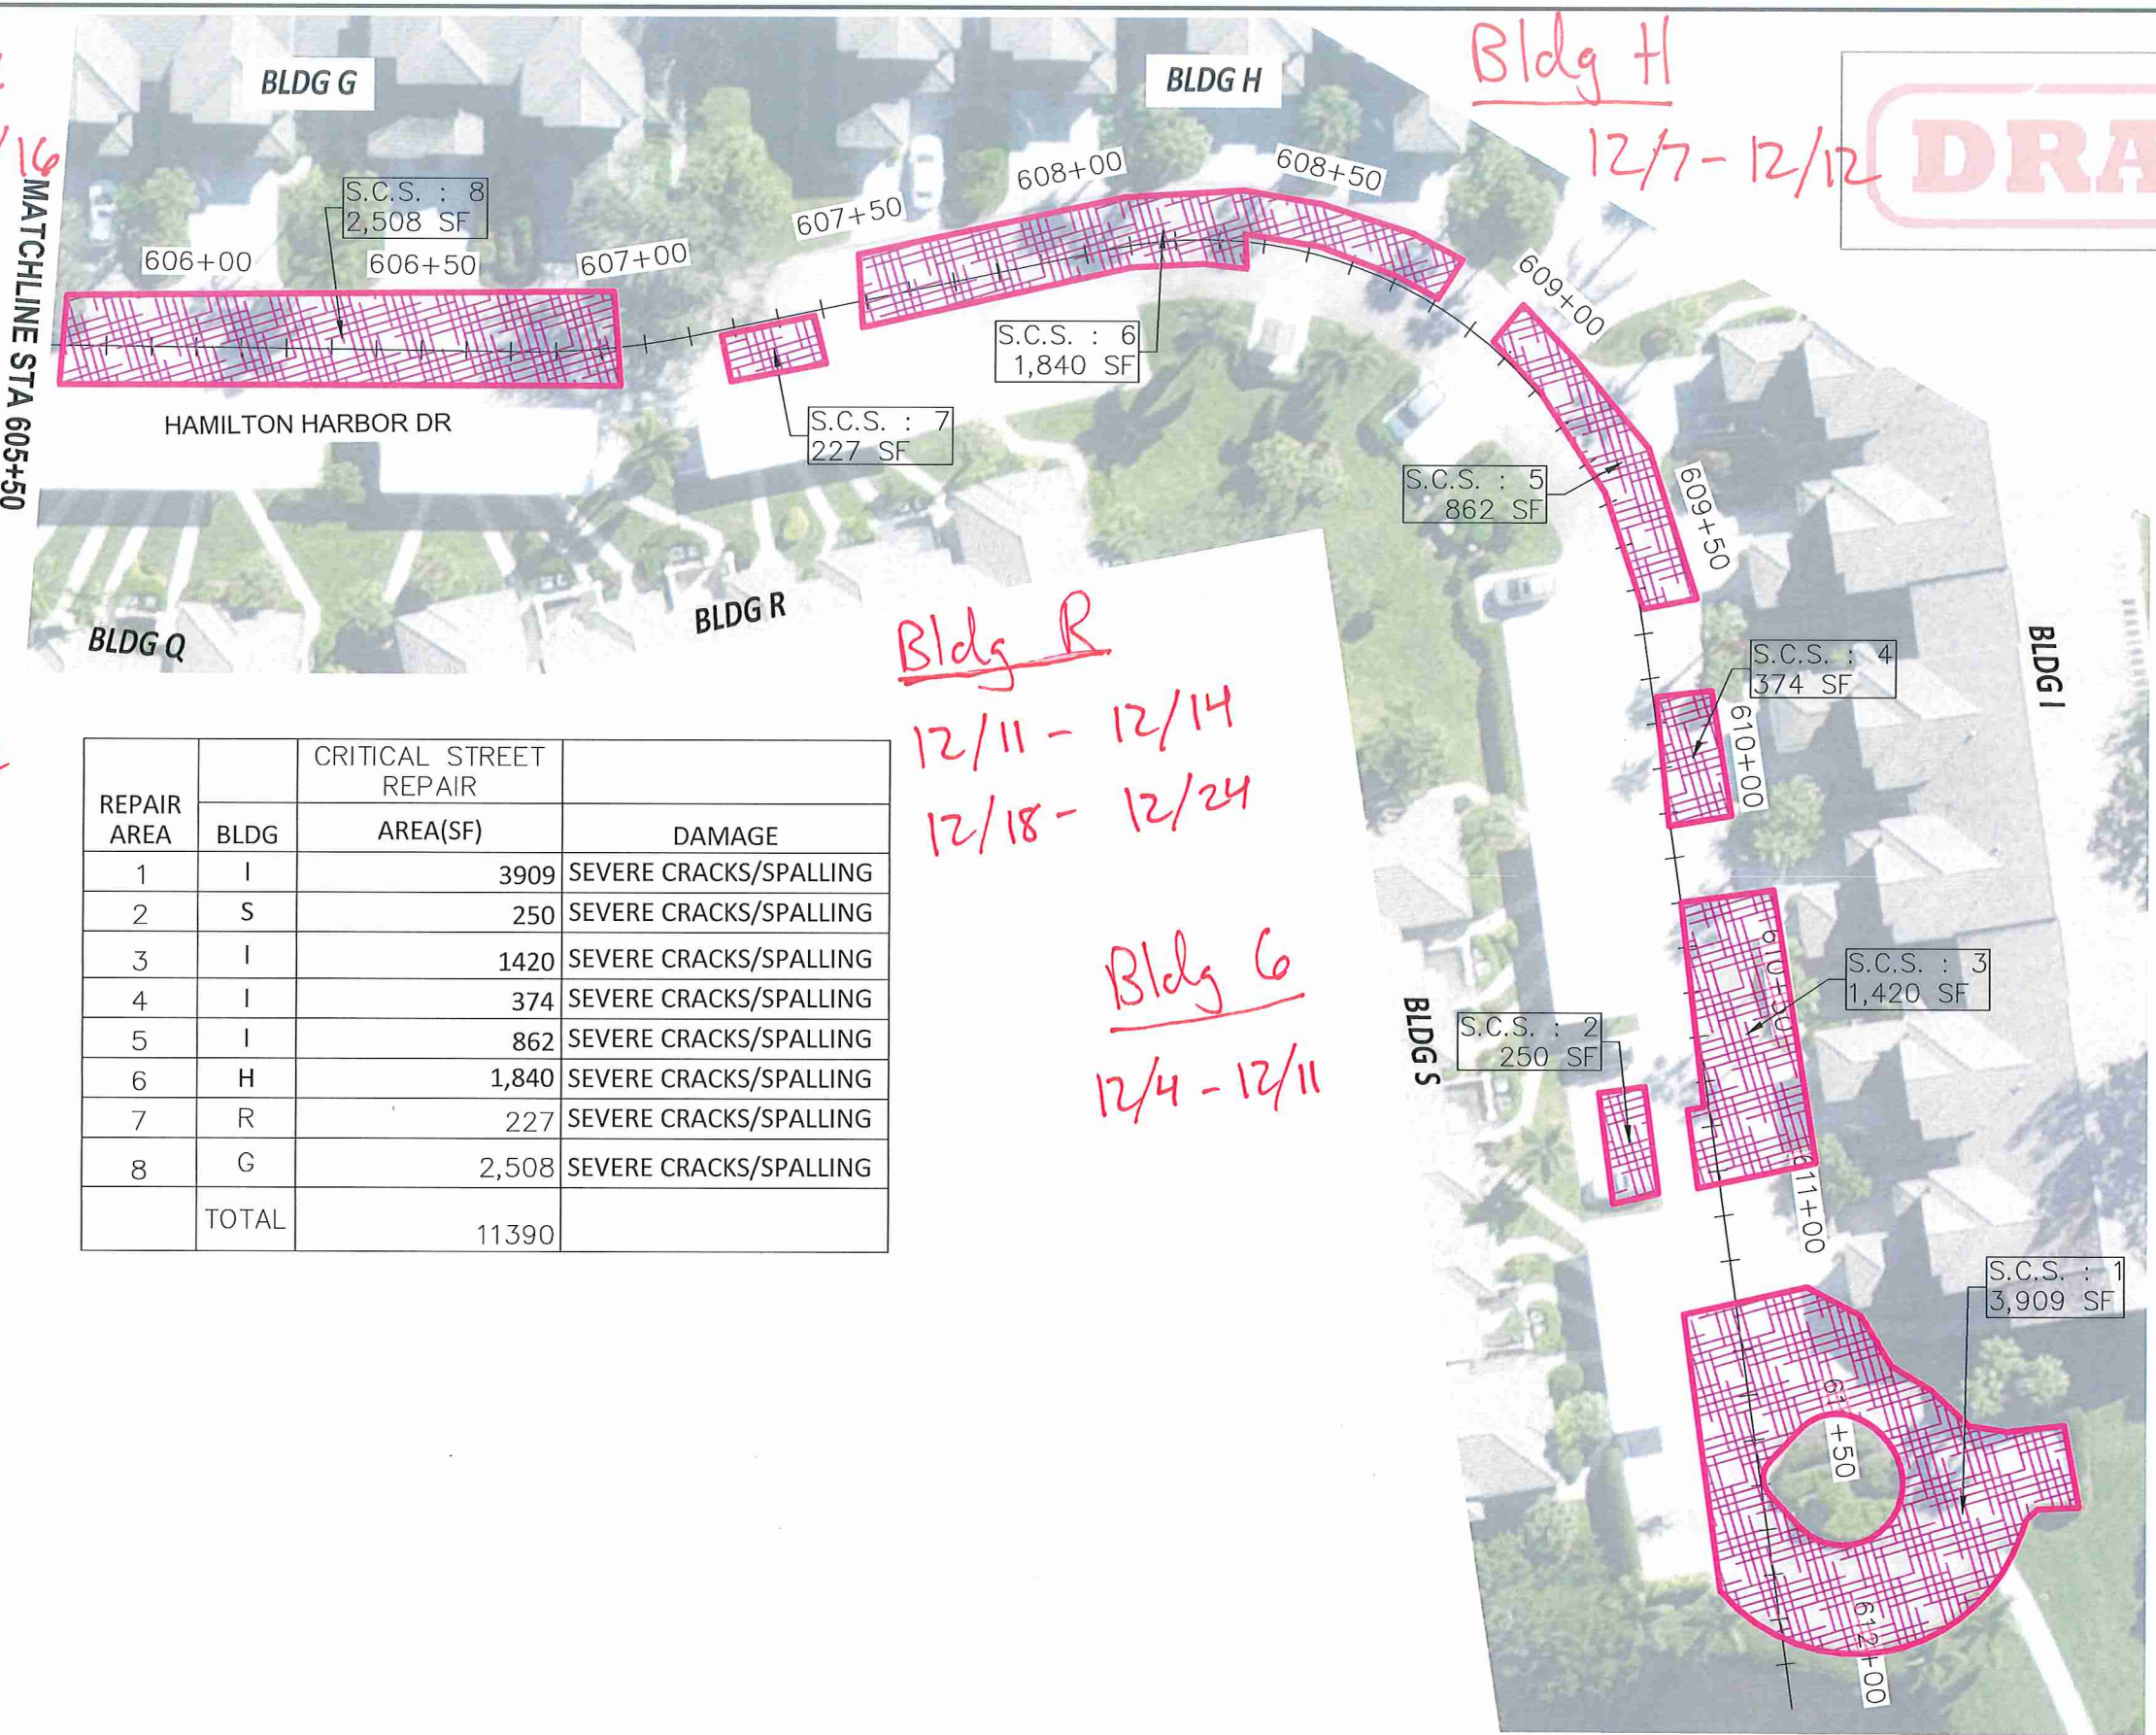 BLDG G
BLDG H
Bldg H
12/7 - 12/12
DRA
/16
MATCHLINE STA 605+50
S.C.S. : 8
2,508 SF
606+00
606+50
607+00
607+50
608+00
608+50
609+00
609+50
610+00
610+50
611+00
611+50
612+00
HAMILTON HARBOR DR
S.C.S. : 7
227 SF
S.C.S. : 6
1,840 SF
S.C.S. : 5
862 SF
S.C.S. : 4
374 SF
S.C.S. : 3
1,420 SF
S.C.S. : 2
250 SF
S.C.S. : 1
3,909 SF
BLDG Q
BLDG R
BLDG I
BLDG S
Bldg R
12/11 - 12/14
12/18 - 12/24
Bldg G
12/4 - 12/11
REPAIR AREA BLDG CRITICAL STREET REPAIR AREA(SF) DAMAGE
1 I 3909 SEVERE CRACKS/SPALLING
2 S 250 SEVERE CRACKS/SPALLING
3 I 1420 SEVERE CRACKS/SPALLING
4 I 374 SEVERE CRACKS/SPALLING
5 I 862 SEVERE CRACKS/SPALLING
6 H 1,840 SEVERE CRACKS/SPALLING
7 R 227 SEVERE CRACKS/SPALLING
8 G 2,508 SEVERE CRACKS/SPALLING
TOTAL 11390